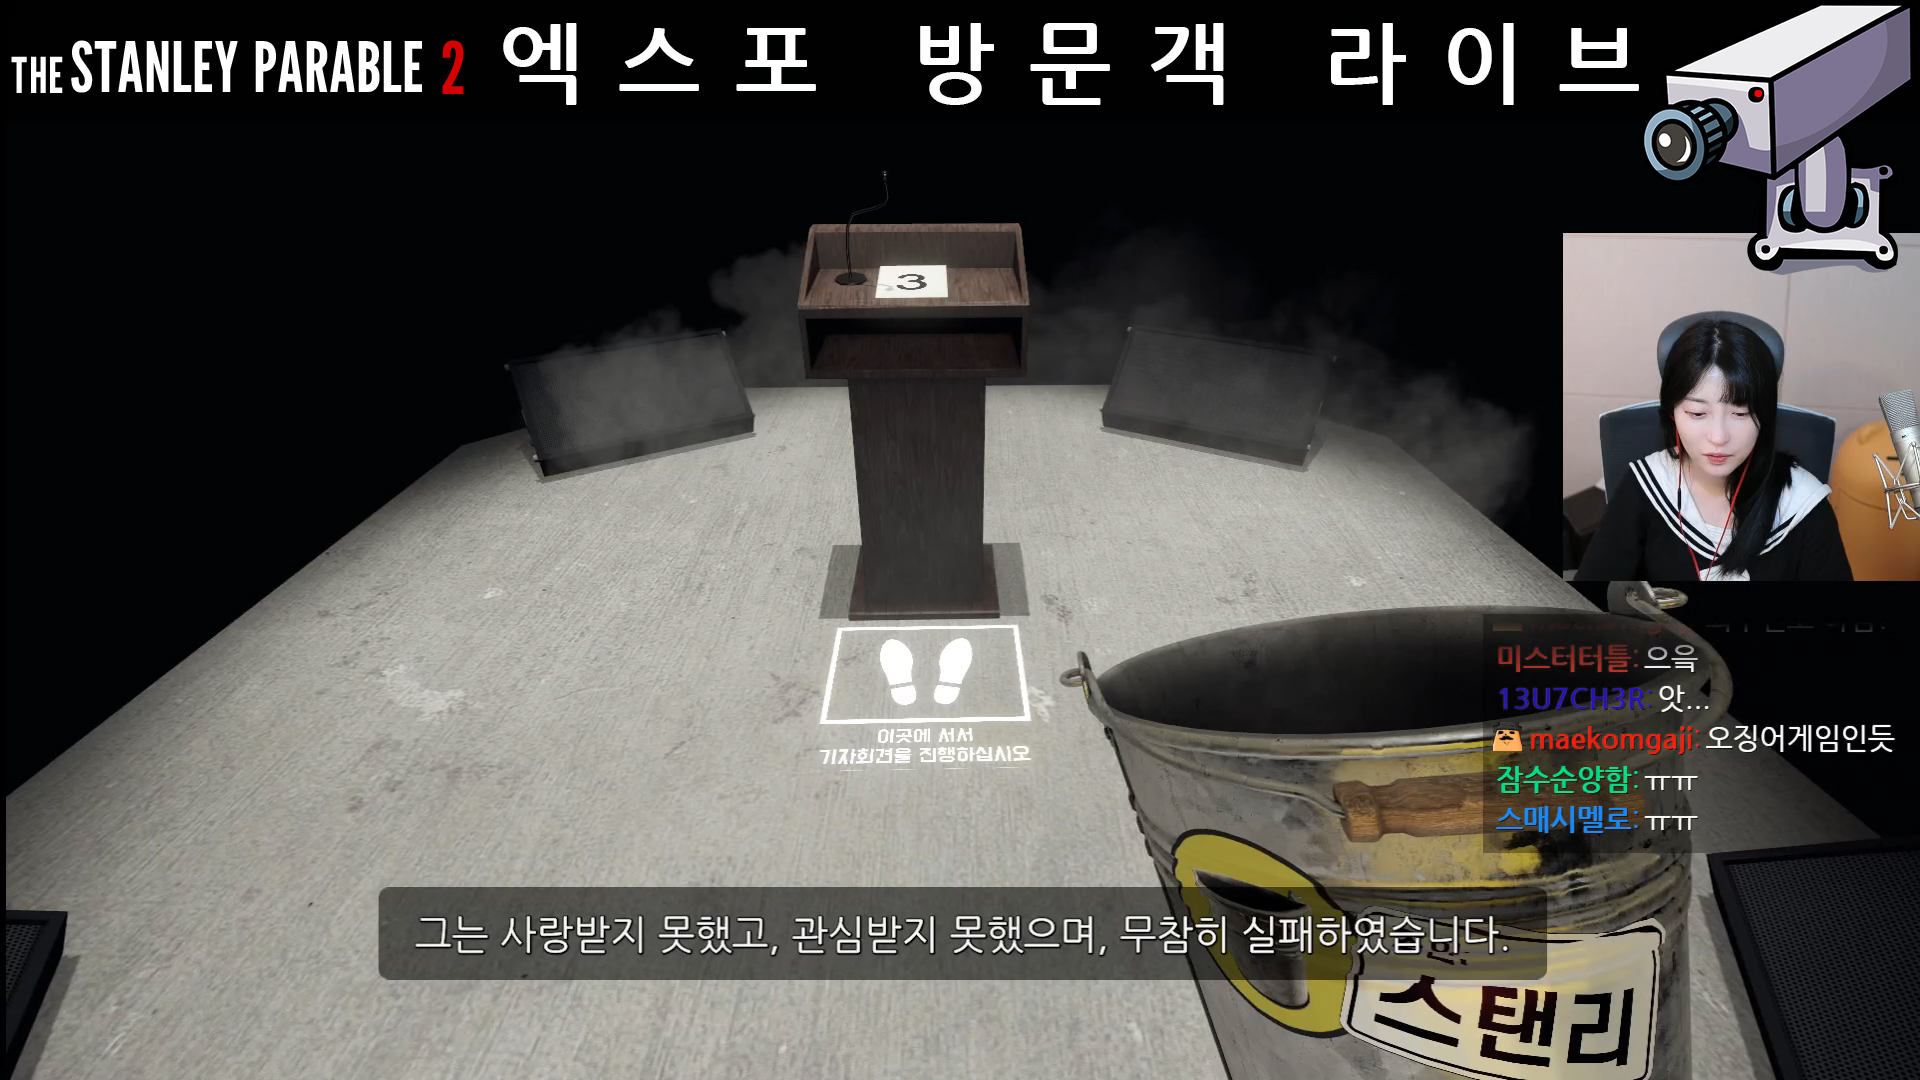 THE STANLEY PARABLE 2 엑스포 방문객 라이브
3
미스터터틀: 으윽
13U7CH3R: 앗...
maekomgaji: 오징어게임인듯
잠수순양함: ㅠㅠ
스매시멜로: ㅠㅠ
이곳에 서서
기자회견을 진행하십시오
그는 사랑받지 못했고, 관심받지 못했으며, 무참히 실패하였습니다.
스탠리